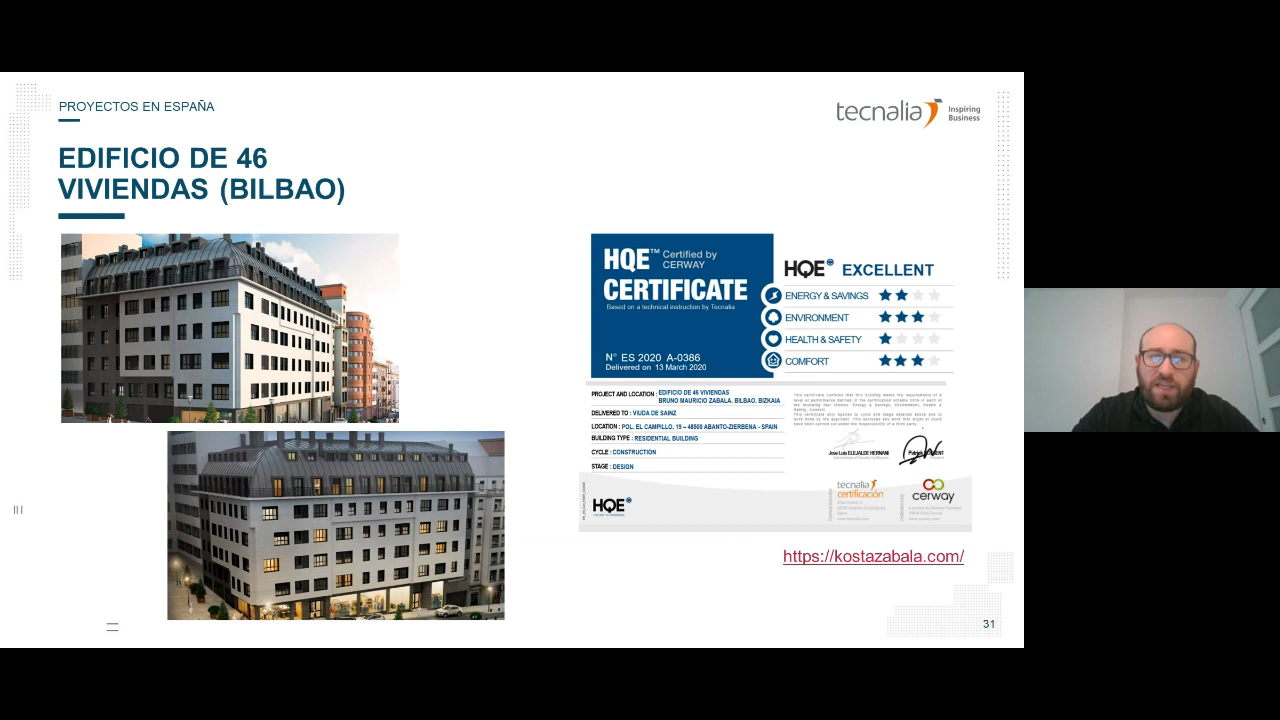 PROYECTOS EN ESPAÑA
tecnalia
Inspiring
Business
EDIFICIO DE 46
VIVIENDAS (BILBAO)
HQE™ Certified by
CERWAY
CERTIFICATE
Based on a technical instruction by Tecnalia
N° ES 2020 A-0386
Delivered on 13 March 2020
HQE EXCELLENT
ENERGY & SAVINGS
ENVIRONMENT
HEALTH & SAFETY
COMFORT
PROJECT AND LOCATION : EDIFICIO DE 46 VIVIENDAS
BRUNO MAURICIO ZABALA. BILBAO. BIZKAIA
DELIVERED TO : VIUDA DE SAINZ
LOCATION : POL. EL CAMPILLO, 19 – 48500 ABANTO-ZIERBENA - SPAIN
BUILDING TYPE : RESIDENTIAL BUILDING
CYCLE : CONSTRUCTION
STAGE : DESIGN
Jose Luis ELEJALDE HERNANI
HQE
tecnalia
certificación
cerway
https://kostazabala.com/
31